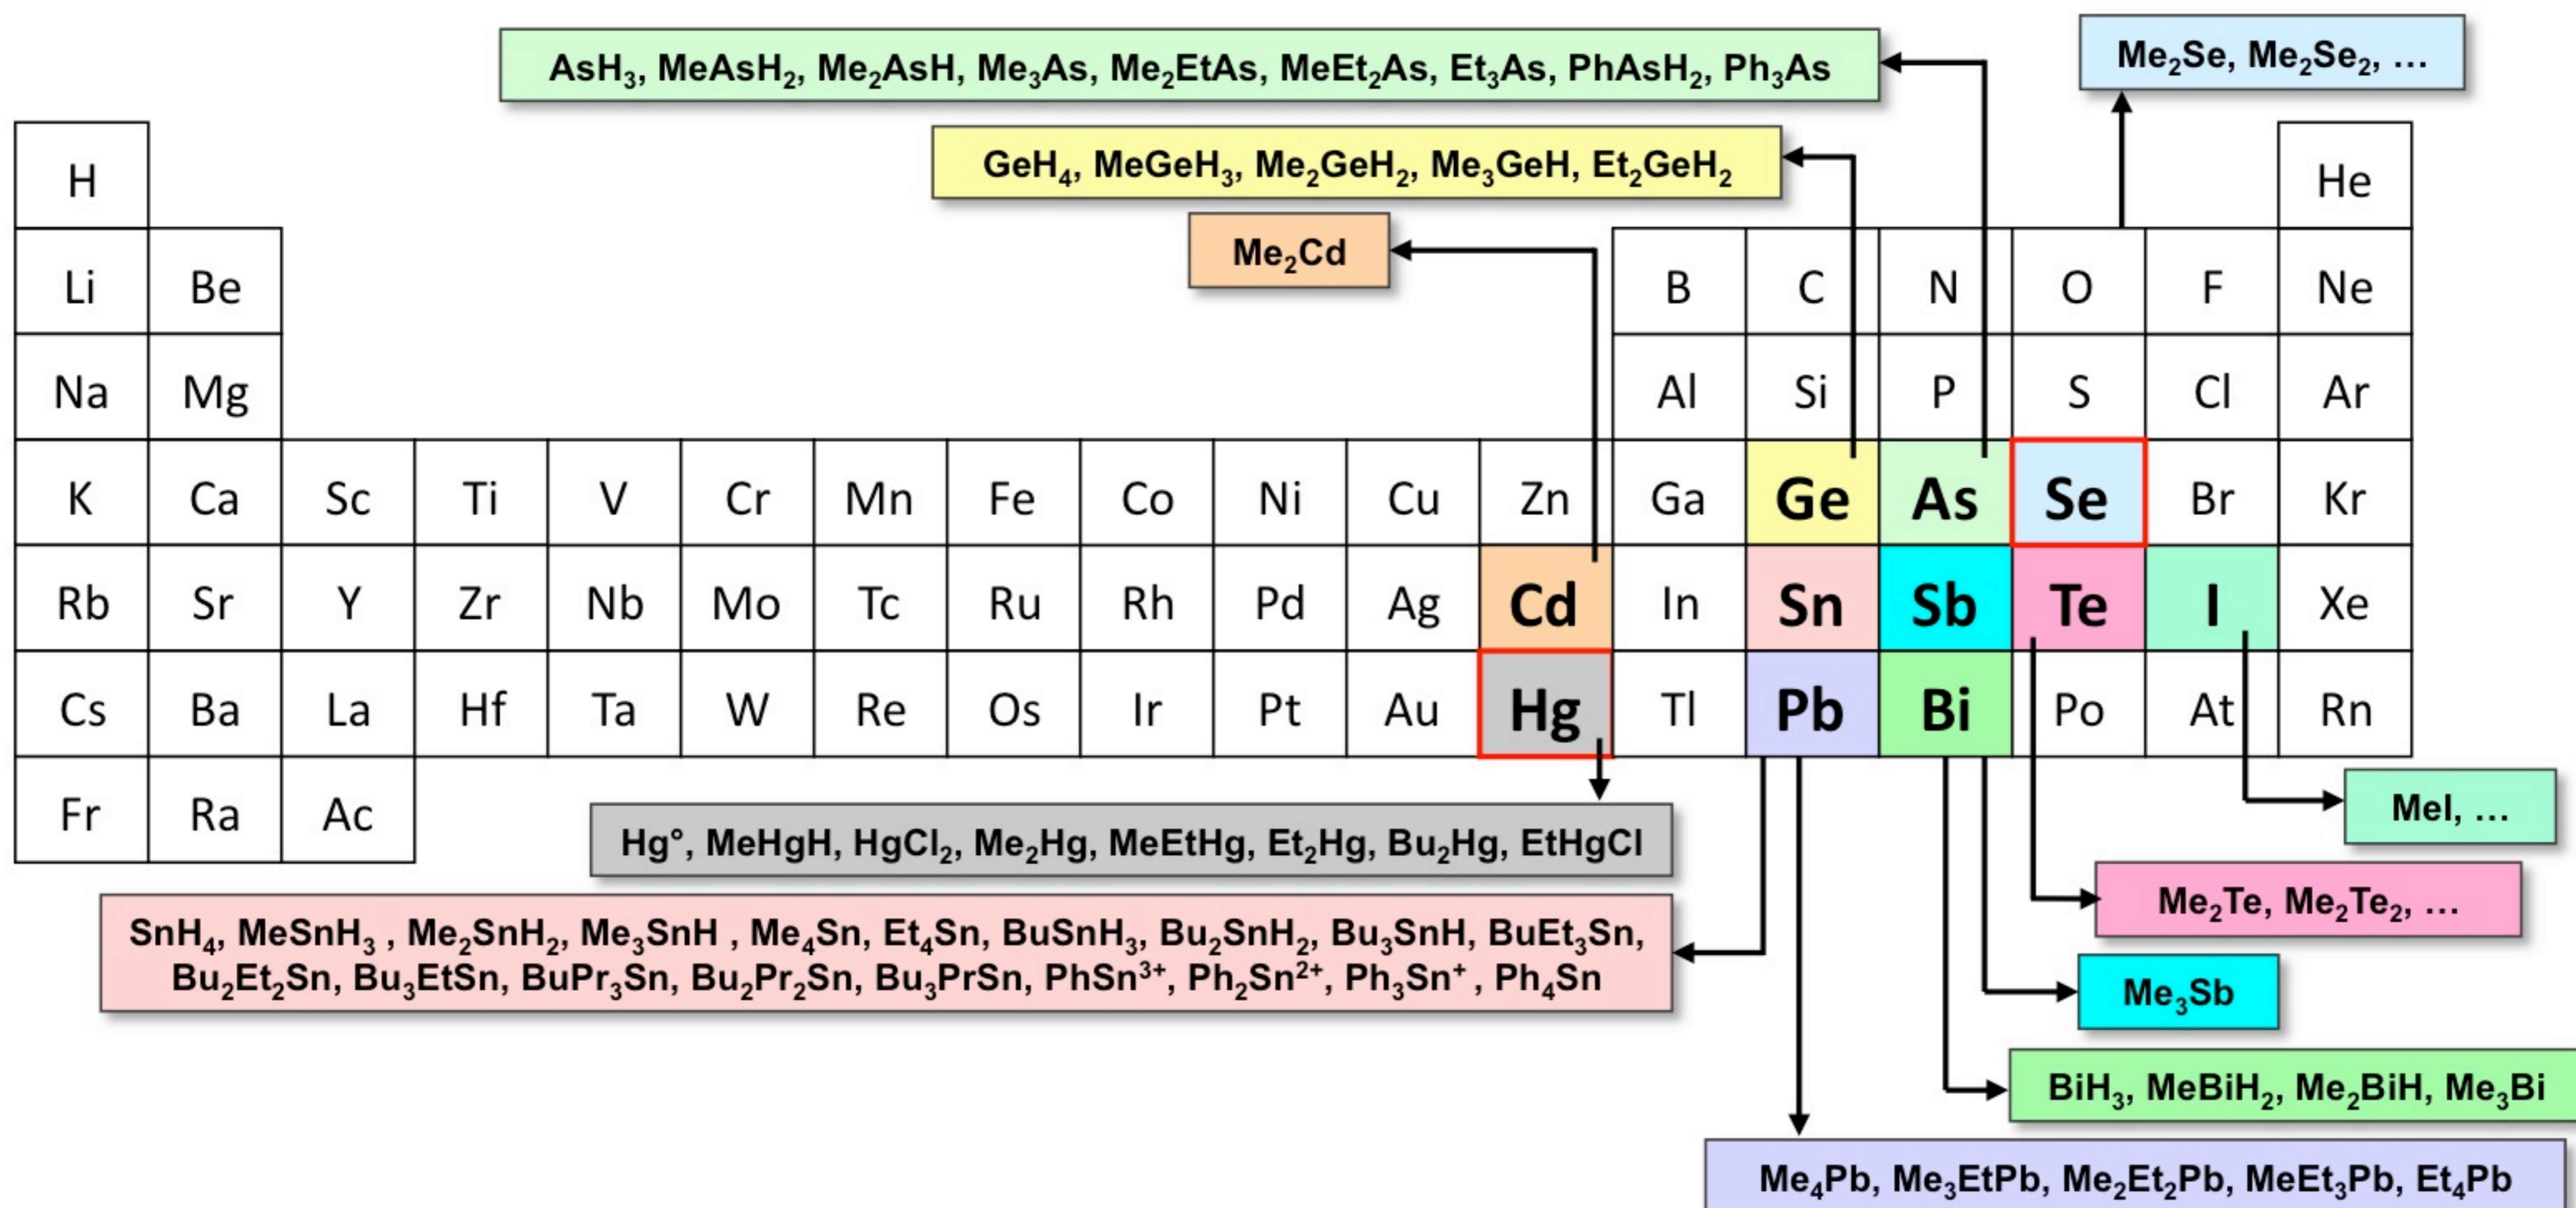 AsH₃, MeAsH₂, Me₂AsH, Me₃As, Me₂EtAs, MeEt₂As, Et₃As, PhAsH₂, Ph₃As
Me₂Se, Me₂Se₂, ...
GeH₄, MeGeH₃, Me₂GeH₂, Me₃GeH, Et₂GeH₂
H He
Me₂Cd
Li Be B C N O F Ne
Na Mg Al Si P S Cl Ar
K Ca Sc Ti V Cr Mn Fe Co Ni Cu Zn Ga Ge As Se Br Kr
Rb Sr Y Zr Nb Mo Tc Ru Rh Pd Ag Cd In Sn Sb Te I Xe
Cs Ba La Hf Ta W Re Os Ir Pt Au Hg Tl Pb Bi Po At Rn
Fr Ra Ac
MeI, ...
Hg°, MeHgH, HgCl₂, Me₂Hg, MeEtHg, Et₂Hg, Bu₂Hg, EtHgCl
Me₂Te, Me₂Te₂, ...
SnH₄, MeSnH₃ , Me₂SnH₂, Me₃SnH , Me₄Sn, Et₄Sn, BuSnH₃, Bu₂SnH₂, Bu₃SnH, BuEt₃Sn,
Bu₂Et₂Sn, Bu₃EtSn, BuPr₃Sn, Bu₂Pr₂Sn, Bu₃PrSn, PhSn³⁺, Ph₂Sn²⁺, Ph₃Sn⁺ , Ph₄Sn
Me₃Sb
BiH₃, MeBiH₂, Me₂BiH, Me₃Bi
Me₄Pb, Me₃EtPb, Me₂Et₂Pb, MeEt₃Pb, Et₄Pb